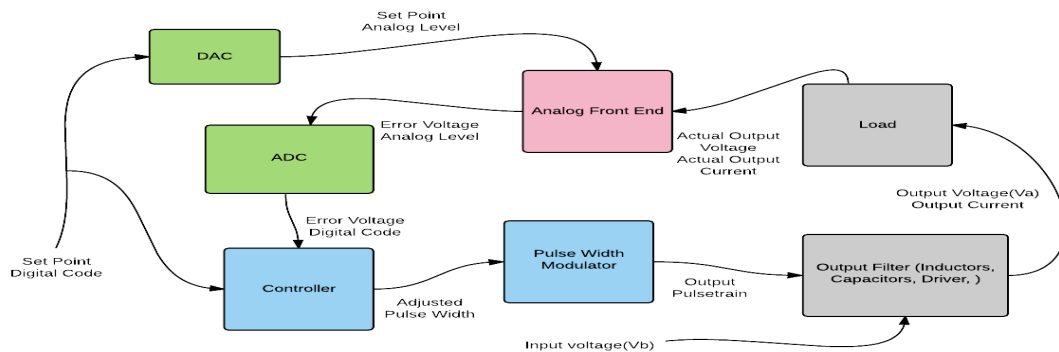 Set Point
Analog Level
DAC
Analog Front End
Error Voltage
Analog Level
Actual Output
Voltage
Actual Output
Current
Load
ADC
Output Voltage(Va)
Output Current
Error Voltage
Digital Code
Set Point
Digital Code
Controller
Adjusted
Pulse Width
Pulse Width
Modulator
Output
Pulsetrain
Output Filter (Inductors,
Capacitors, Driver, )
Input voltage(Vb)